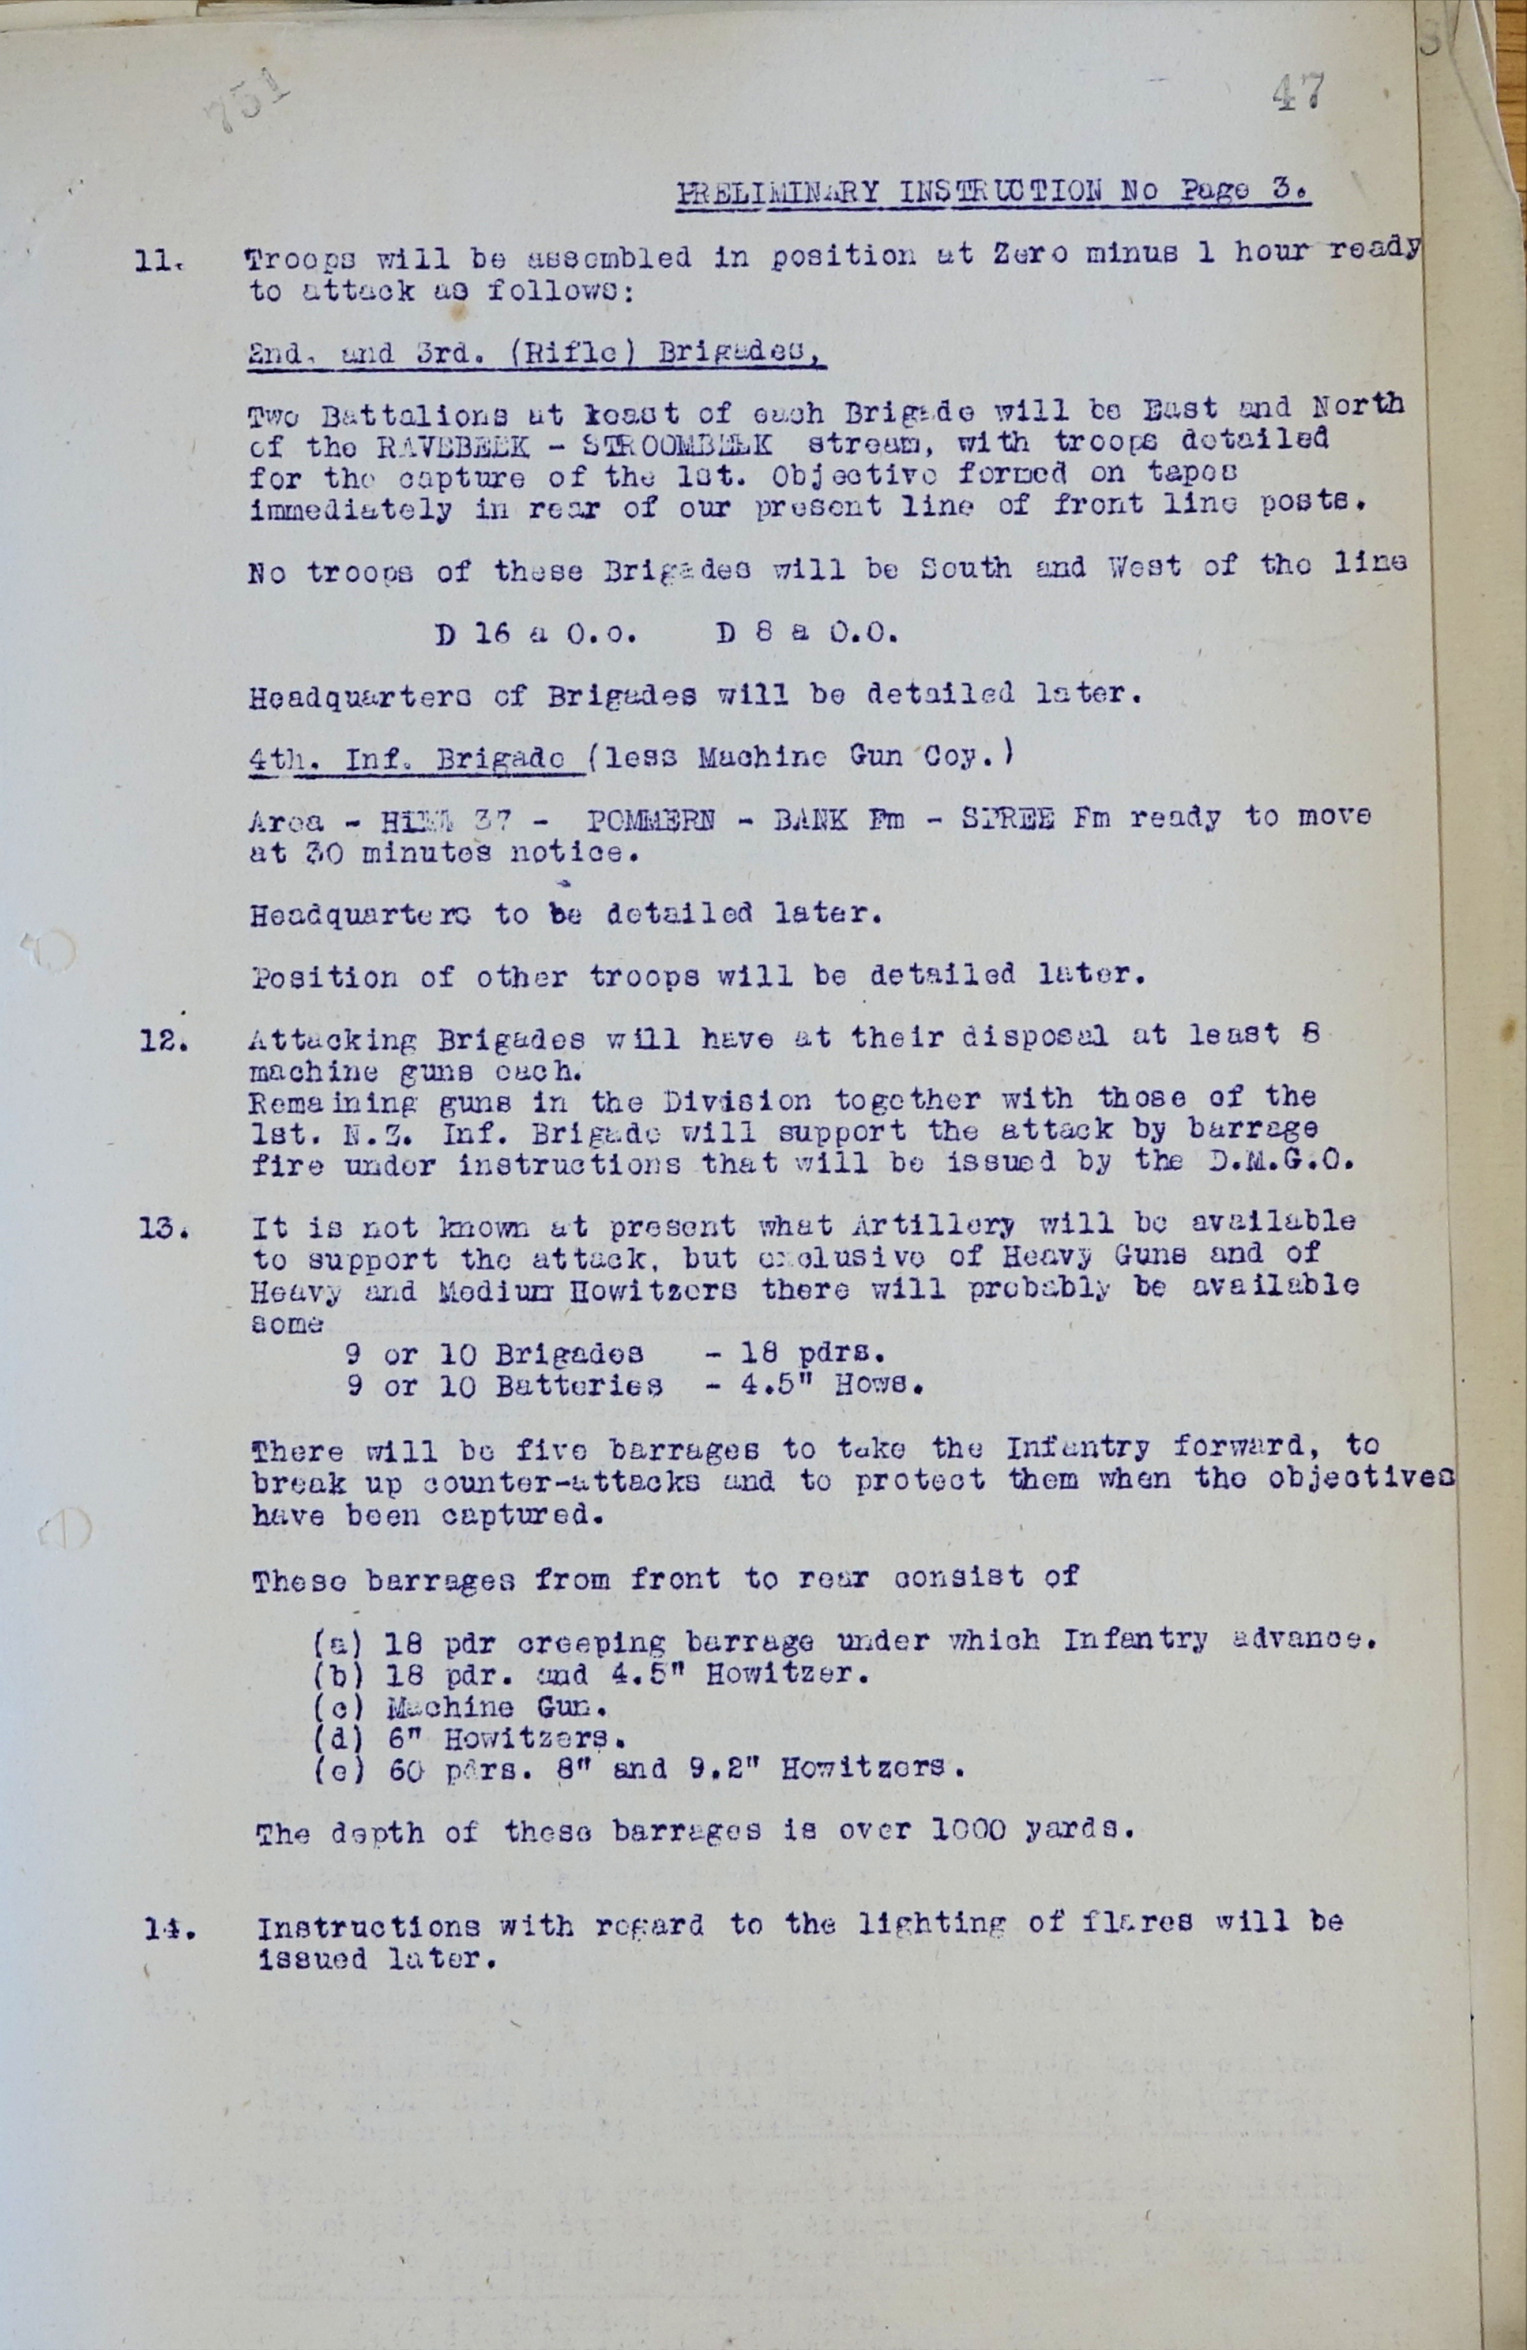 751
47
PRELIMINARY INSTRUCTION No Page 3.
11. Troops will be assembled in position at Zero minus 1 hour ready
to attack as follows:
2nd. and 3rd. (Rifle) Brigades,
Two Battalions at least of each Brigade will be East and North
of the RAVEBEEK - STROOMBEEK stream, with troops detailed
for the capture of the 1st. Objective formed on tapes
immediately in rear of our present line of front line posts.
No troops of these Brigades will be South and West of the line
D 16 a 0.0. D 8 a 0.0.
Headquarters of Brigades will be detailed later.
4th. Inf. Brigade (less Machine Gun Coy.)
Area - HILL 37 - POMMERN - BANK Fm - SPREE Fm ready to move
at 30 minutes notice.
Headquarters to be detailed later.
Position of other troops will be detailed later.
12. Attacking Brigades will have at their disposal at least 8
machine guns each.
Remaining guns in the Division together with those of the
1st. N.Z. Inf. Brigade will support the attack by barrage
fire under instructions that will be issued by the D.M.G.O.
13. It is not known at present what Artillery will be available
to support the attack, but exclusive of Heavy Guns and of
Heavy and Medium Howitzers there will probably be available
some
9 or 10 Brigades - 18 pdrs.
9 or 10 Batteries - 4.5" Hows.
There will be five barrages to take the Infantry forward, to
break up counter-attacks and to protect them when the objectives
have been captured.
These barrages from front to rear consist of
(a) 18 pdr creeping barrage under which Infantry advance.
(b) 18 pdr. and 4.5" Howitzer.
(c) Machine Gun.
(d) 6" Howitzers.
(e) 60 pdrs. 8" and 9.2" Howitzers.
The depth of these barrages is over 1000 yards.
14. Instructions with regard to the lighting of flares will be
issued later.